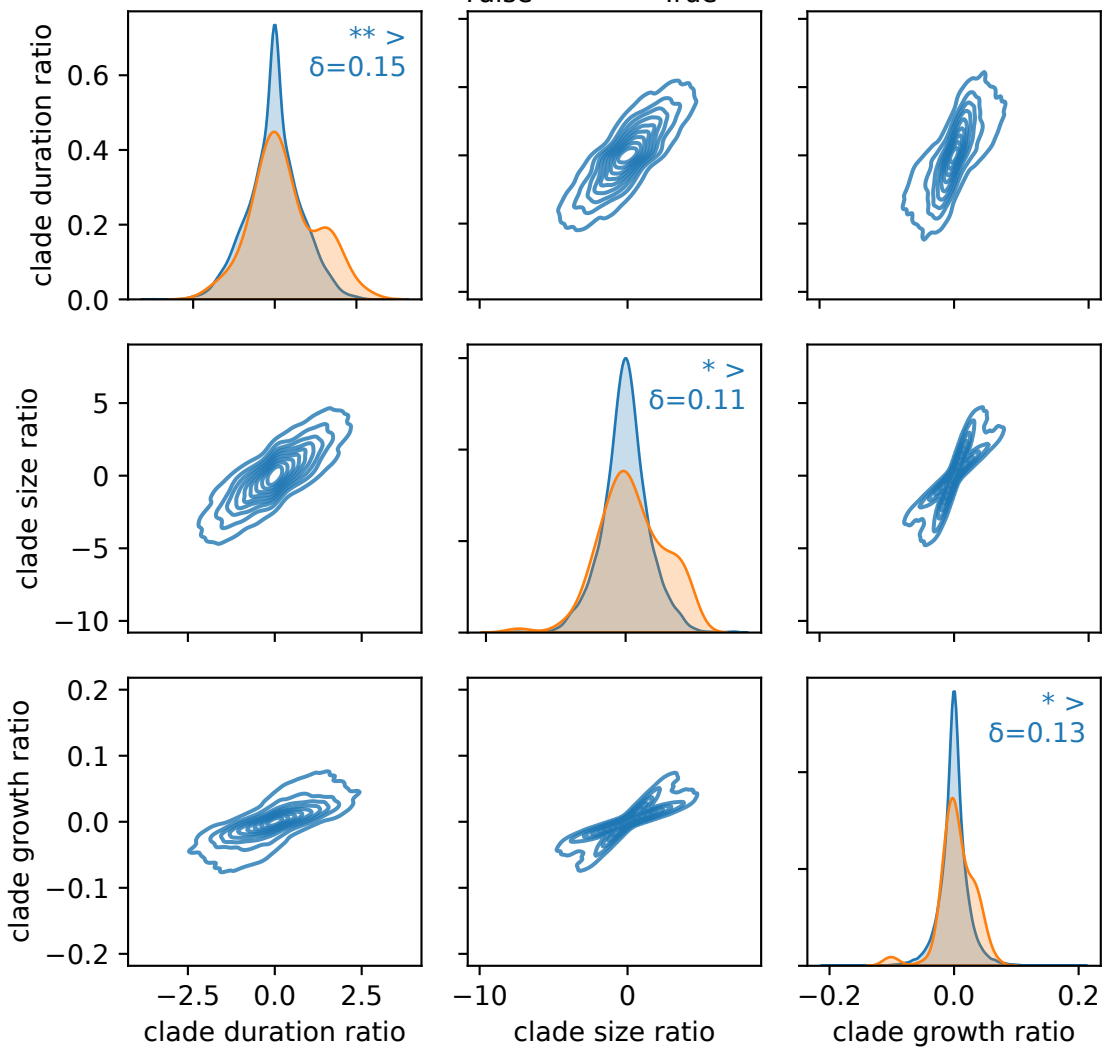 False True
clade duration ratio
0.6
0.4
0.2
0.0
** >
δ=0.15
clade size ratio
5
0
−5
−10
* >
δ=0.11
clade growth ratio
0.2
0.1
0.0
−0.1
−0.2
* >
δ=0.13
−2.5 0.0 2.5
−10 0
−0.2 0.0 0.2
clade duration ratio
clade size ratio
clade growth ratio